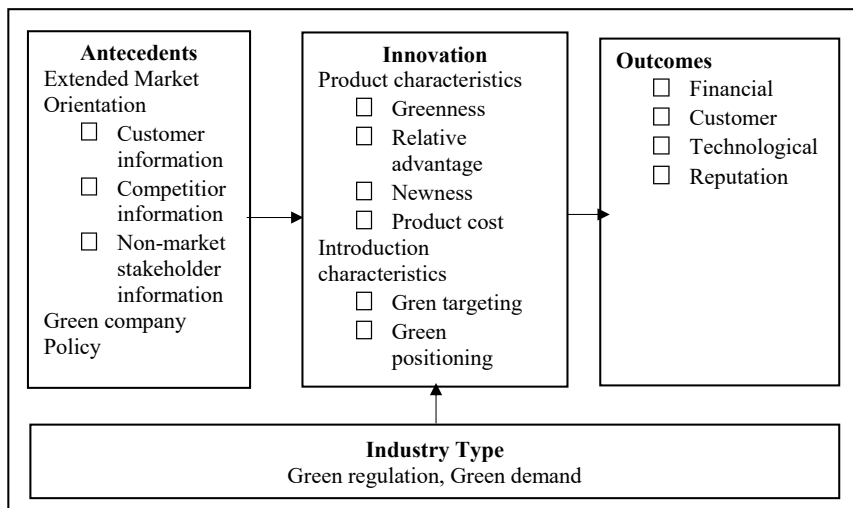 Antecedents
Extended Market
Orientation
☐ Customer
information
☐ Competitior
information
☐ Non-market
stakeholder
information
Green company
Policy
Innovation
Product characteristics
☐ Greenness
☐ Relative
advantage
☐ Newness
☐ Product cost
Introduction
characteristics
☐ Gren targeting
☐ Green
positioning
Outcomes
☐ Financial
☐ Customer
☐ Technological
☐ Reputation
Industry Type
Green regulation, Green demand